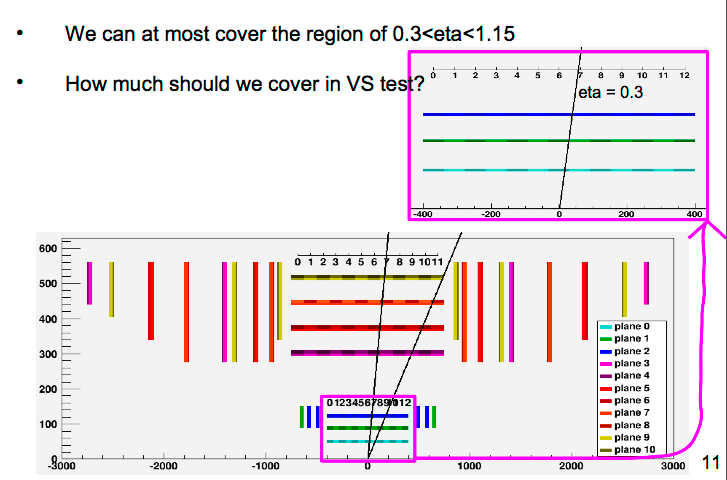 • We can at most cover the region of 0.3<eta<1.15
• How much should we cover in VS test?
0 1 2 3 4 5 6 7 8 9 10 11 12
eta = 0.3
-400 -200 0 200 400
600
0 1 2 3 4 5 6 7 8 9 10 11
500
400
plane 0
plane 1
300
plane 2
plane 3
plane 4
200
plane 5
0123456789101112
plane 6
100
plane 7
plane 8
plane 9
plane 10
0
-3000 -2000 -1000 0 1000 2000 3000
11